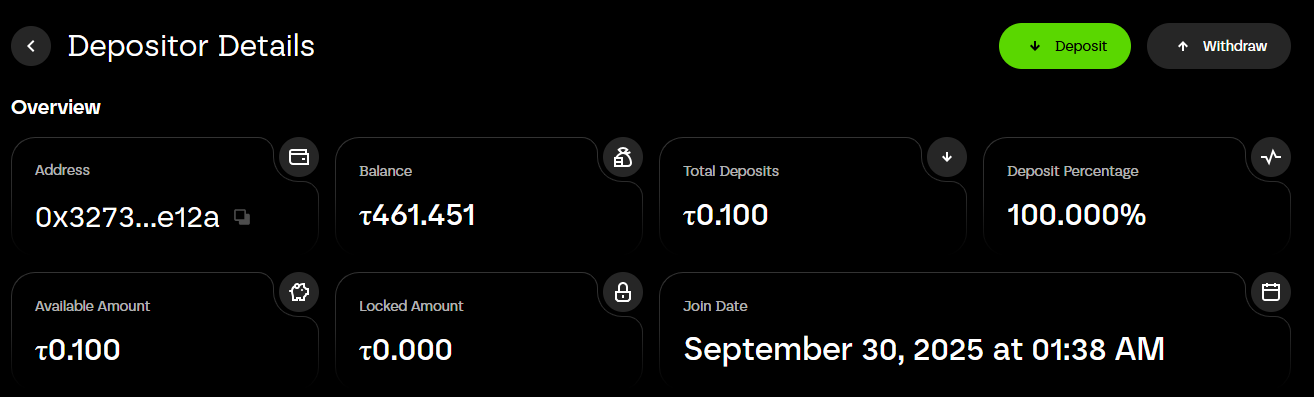 Depositor Details
Deposit
Withdraw
Overview
Address
0x3273...e12a
Balance
τ461.451
Total Deposits
τ0.100
Deposit Percentage
100.000%
Available Amount
τ0.100
Locked Amount
τ0.000
Join Date
September 30, 2025 at 01:38 AM